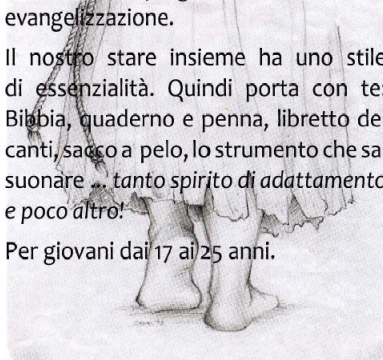 evangelizzazione.
Il nostro stare insieme ha uno stile
di essenzialità. Quindi porta con te:
Bibbia, quaderno e penna, libretto de
canti, sacco a pelo, lo strumento che sa
suonare ... tanto spirito di adattamento
e poco altro!
Per giovani dai 17 ai 25 anni.